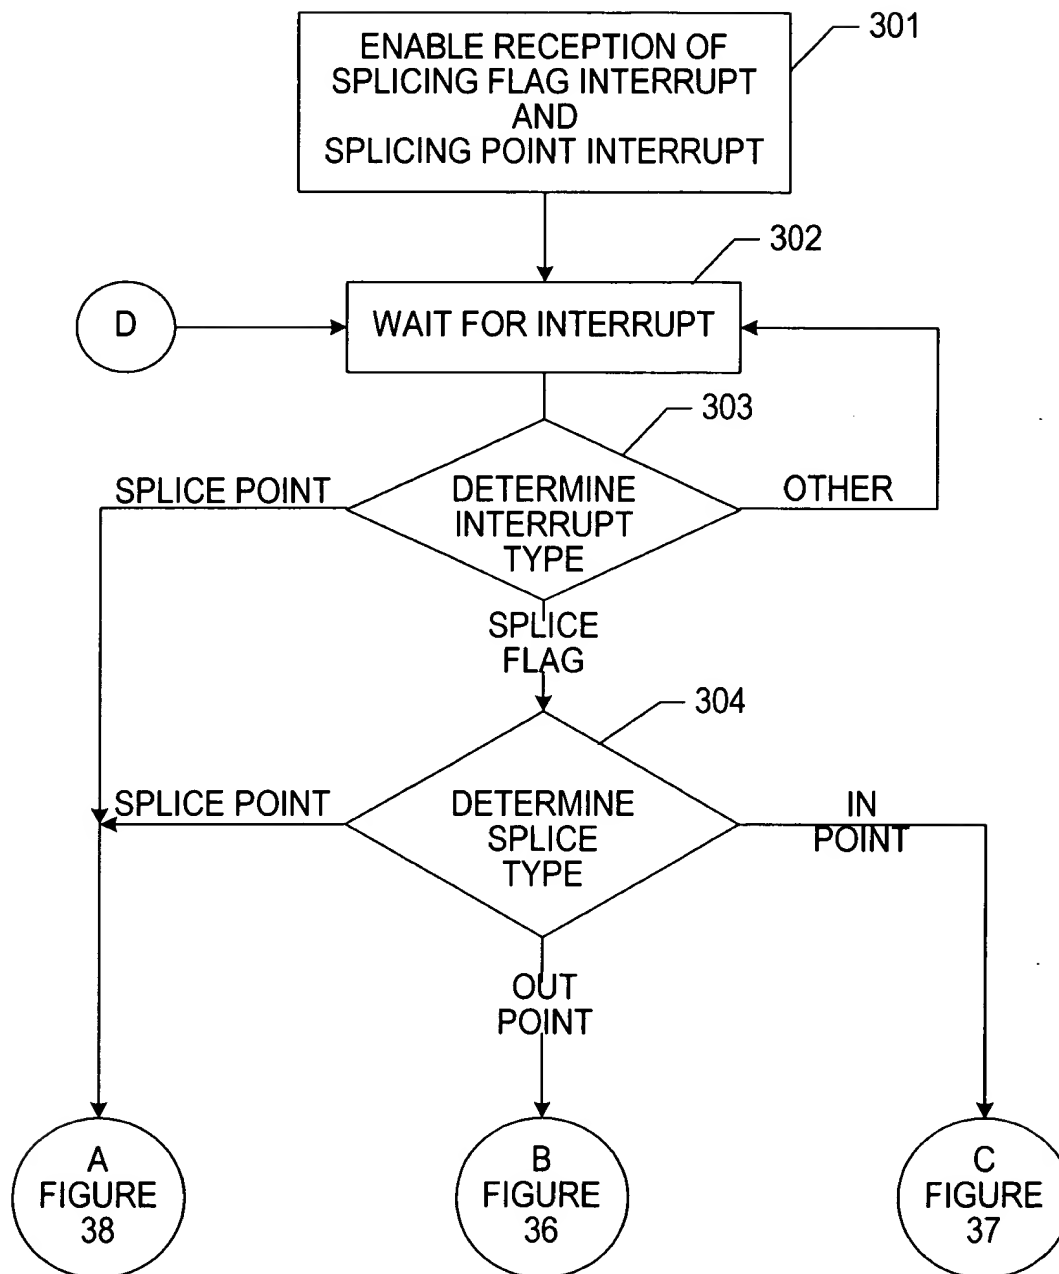 301
ENABLE RECEPTION OF
SPLICING FLAG INTERRUPT
AND
SPLICING POINT INTERRUPT
302
D
WAIT FOR INTERRUPT
303
SPLICE POINT
DETERMINE
INTERRUPT
TYPE
OTHER
SPLICE
FLAG
304
SPLICE POINT
DETERMINE
SPLICE
TYPE
IN
POINT
OUT
POINT
A
FIGURE
38
B
FIGURE
36
C
FIGURE
37